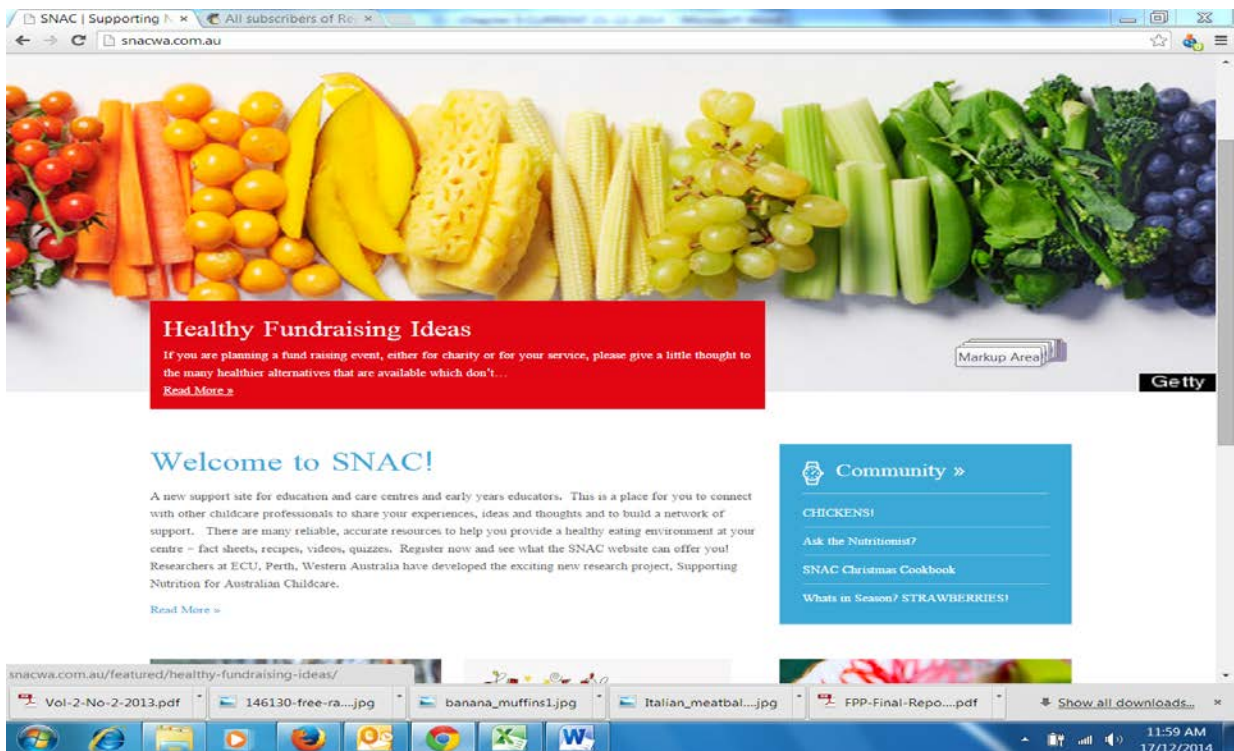 SNAC | Supporting N
All subscribers of Re
snacwa.com.au
Healthy Fundraising Ideas
If you are planning a fund raising event, either for charity or for your service, please give a little thought to
the many healthier alternatives that are available which don't...
Read More »
Markup Area
Getty
Welcome to SNAC!
A new support site for education and care centres and early years educators. This is a place for you to connect
with other childcare professionals to share your experiences, ideas and thoughts and to build a network of
support. There are many reliable, accurate resources to help you provide a healthy eating environment at your
centre – fact sheets, recipes, videos, quizzes. Register now and see what the SNAC website can offer you!
Researchers at ECU, Perth, Western Australia have developed the exciting new research project, Supporting
Nutrition for Australian Childcare.
Read More »
Community »
CHICKENS!
Ask the Nutritionist?
SNAC Christmas Cookbook
Whats in Season? STRAWBERRIES!
snacwa.com.au/featured/healthy-fundraising-ideas/
Vol-2-No-2-2013.pdf
146130-free-ra....jpg
banana_muffins1.jpg
Italian_meatbal....jpg
FPP-Final-Repo....pdf
Show all downloads...
11:59 AM
17/12/2014